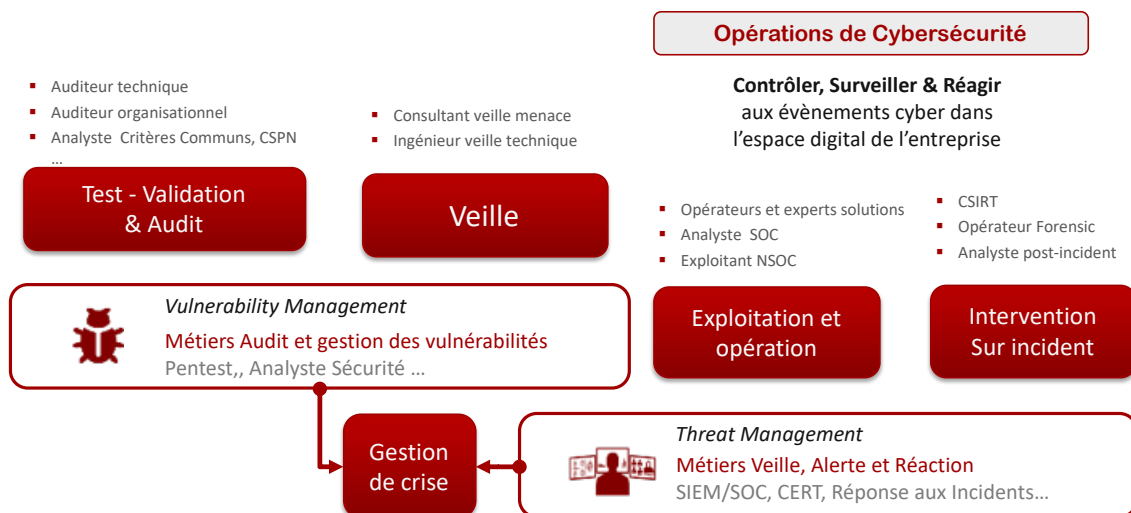 Opérations de Cybersécurité
Contrôler, Surveiller & Réagir
aux évènements cyber dans
l'espace digital de l'entreprise
▪ Auditeur technique
▪ Auditeur organisationnel
▪ Analyste Critères Communs, CSPN
…
Test - Validation
& Audit
▪ Consultant veille menace
▪ Ingénieur veille technique
Veille
▪ Opérateurs et experts solutions
▪ Analyste SOC
▪ Exploitant NSOC
Exploitation et
opération
▪ CSIRT
▪ Opérateur Forensic
▪ Analyste post-incident
Intervention
Sur incident
Vulnerability Management
Métiers Audit et gestion des vulnérabilités
Pentest,, Analyste Sécurité …
Gestion
de crise
Threat Management
Métiers Veille, Alerte et Réaction
SIEM/SOC, CERT, Réponse aux Incidents…